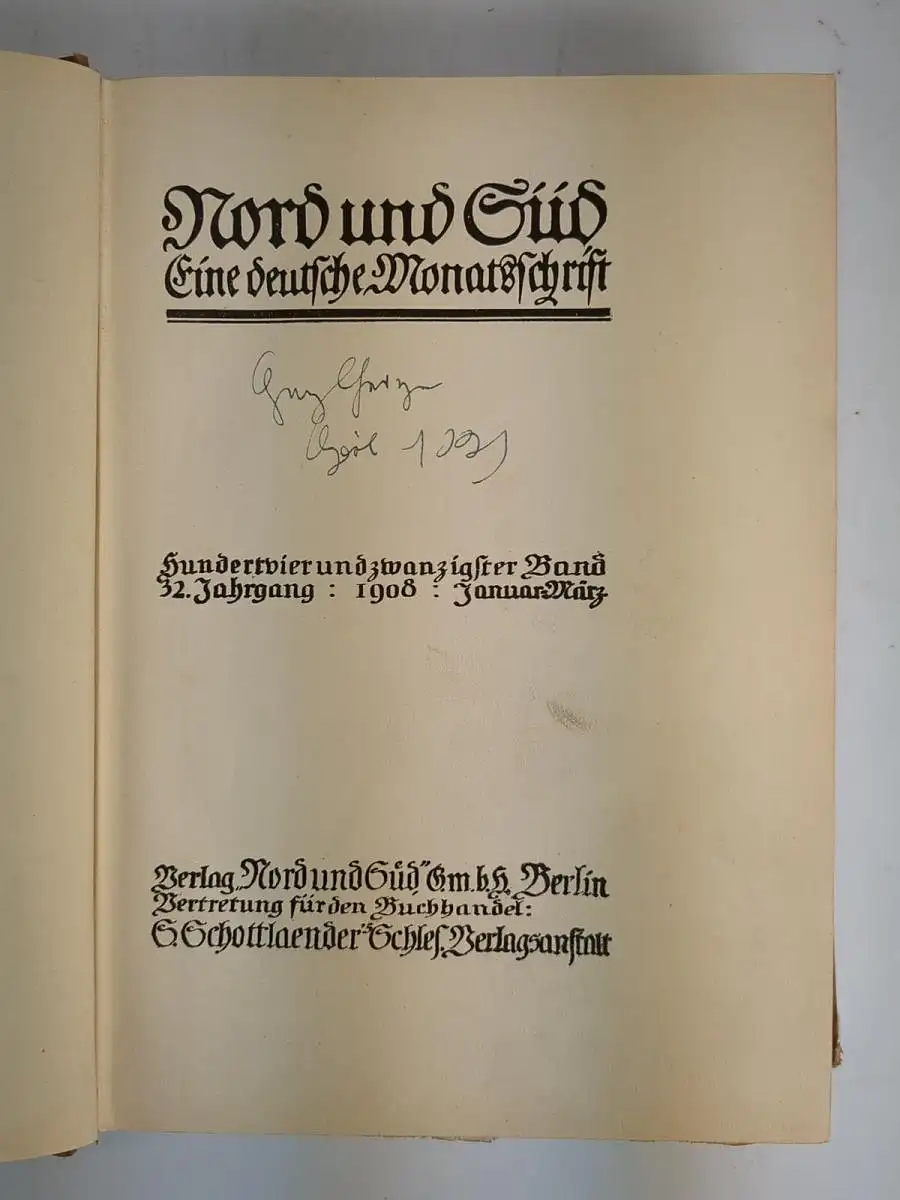 Nord und Süd
Eine deutsche Monatsschrift
Hundertvierundzwanzigster Band
32. Jahrgang : 1908 : Januar-März
Verlag „Nord und Süd“ G.m.b.H. Berlin
Vertretung für den Buchhandel:
S. Schottlaender's Schles. Verlagsanstalt